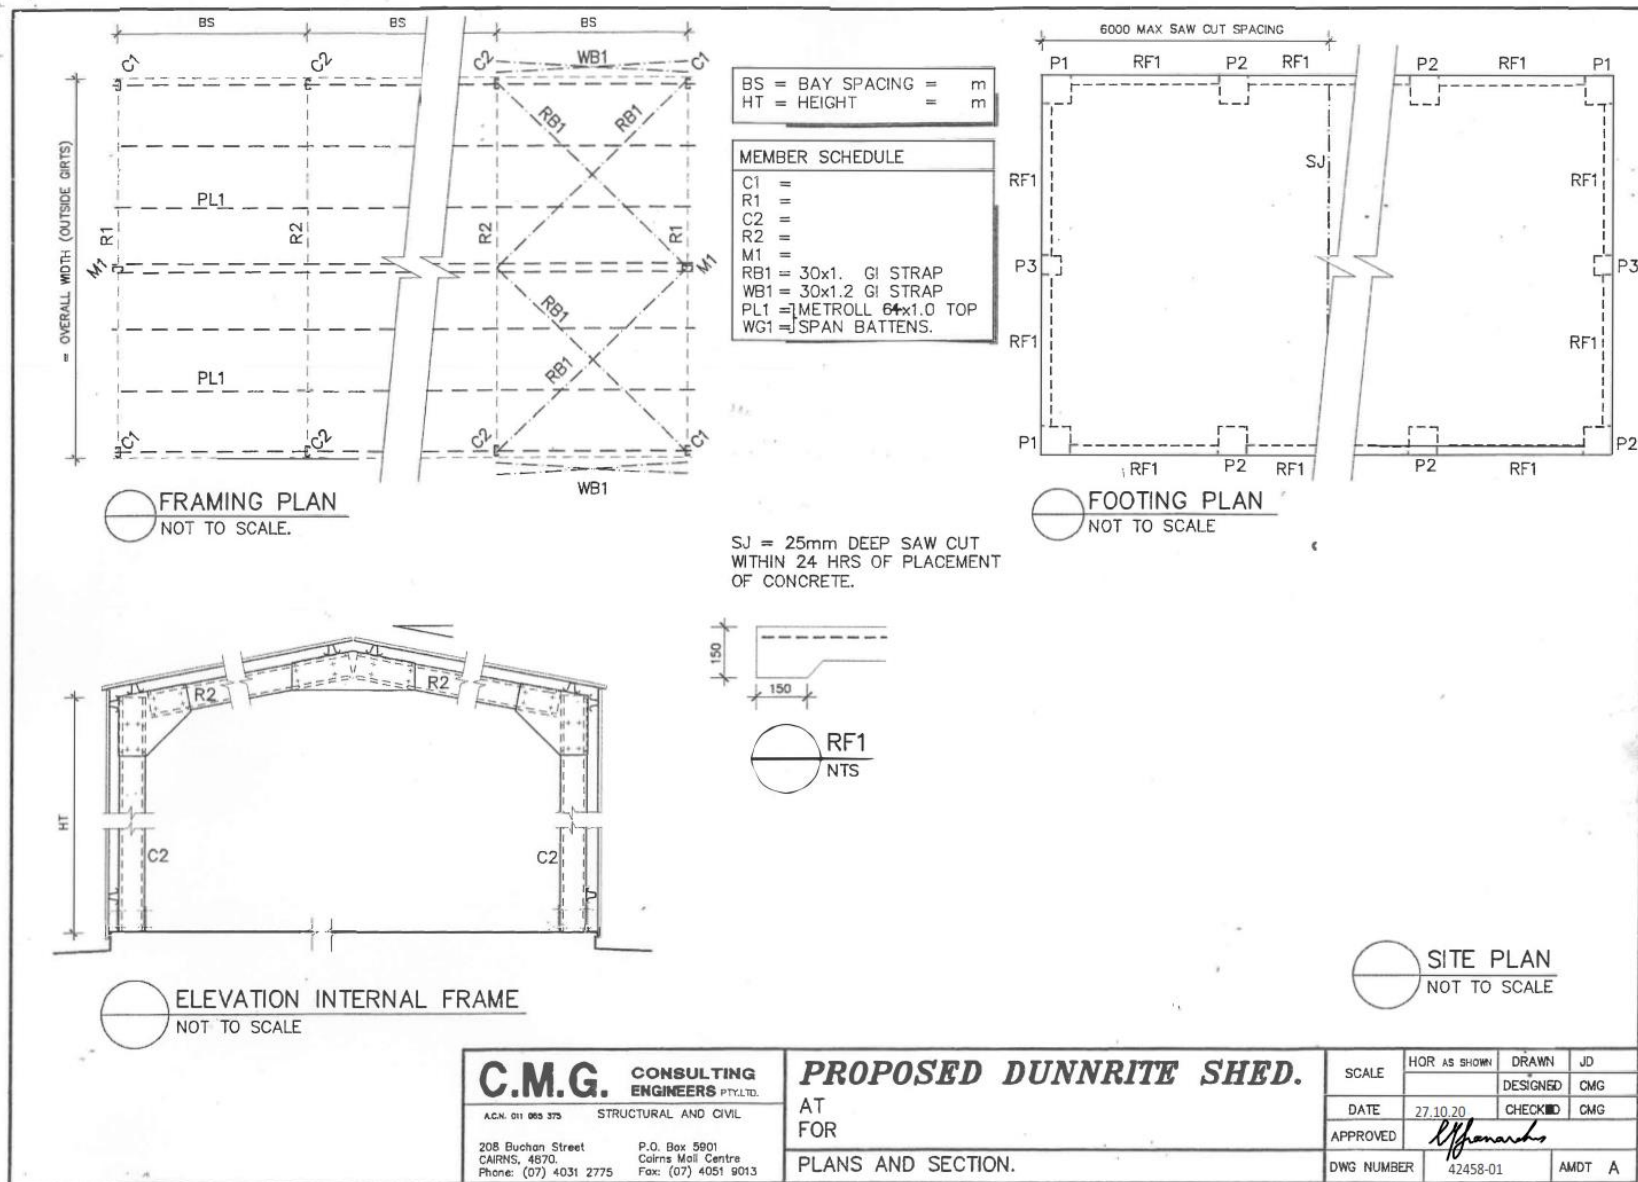 BS BS BS
C1 C2 C2 WB1 C1
RB1 RB1
= OVERALL WIDTH (OUTSIDE GIRTS)
PL1
R1 R2 R2 R1
M1 M1
RB1
RB1
PL1
C1 C2 C2 C1
WB1
FRAMING PLAN
NOT TO SCALE.
BS = BAY SPACING = m
HT = HEIGHT = m
MEMBER SCHEDULE
C1 =
R1 =
C2 =
R2 =
M1 =
RB1 = 30x1. GI STRAP
WB1 = 30x1.2 GI STRAP
PL1 = METROLL 64x1.0 TOP
WG1 = SPAN BATTENS.
6000 MAX SAW CUT SPACING
P1 RF1 P2 RF1 P2 RF1 P1
SJ
RF1 RF1
P3 P3
RF1 RF1
P1 P2
RF1 P2 RF1 P2 RF1
FOOTING PLAN
NOT TO SCALE
SJ = 25mm DEEP SAW CUT
WITHIN 24 HRS OF PLACEMENT
OF CONCRETE.
150
150
RF1
NTS
R2 R2
HT
C2 C2
ELEVATION INTERNAL FRAME
NOT TO SCALE
SITE PLAN
NOT TO SCALE
C.M.G. CONSULTING
ENGINEERS PTY.LTD.
A.C.N. 011 065 375 STRUCTURAL AND CIVIL
208 Buchan Street P.O. Box 5901
CAIRNS, 4870. Cairns Mall Centre
Phone: (07) 4031 2775 Fax: (07) 4051 9013
PROPOSED DUNNRITE SHED.
AT
FOR
PLANS AND SECTION.
SCALE HOR AS SHOWN DRAWN JD
DESIGNED CMG
DATE 27.10.20 CHECKED CMG
APPROVED
DWG NUMBER 42458-01 AMDT A